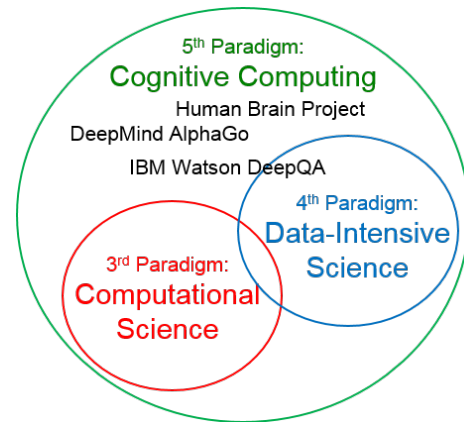 5th Paradigm:
Cognitive Computing
Human Brain Project
DeepMind AlphaGo
IBM Watson DeepQA
4th Paradigm:
Data-Intensive
Science
3rd Paradigm:
Computational
Science